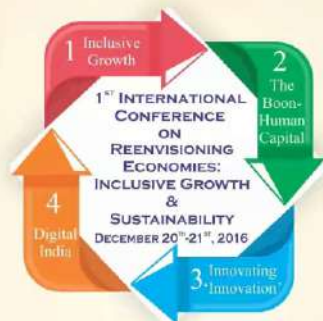 1 Inclusive
Growth
2
The
Boon-
Human
Capital
1ST INTERNATIONAL
CONFERENCE
ON
REENVISIONING
ECONOMIES:
INCLUSIVE GROWTH
&
SUSTAINABILITY
DECEMBER 20th-21st, 2016
4
Digital
India
3.Innovating
'Innovation'